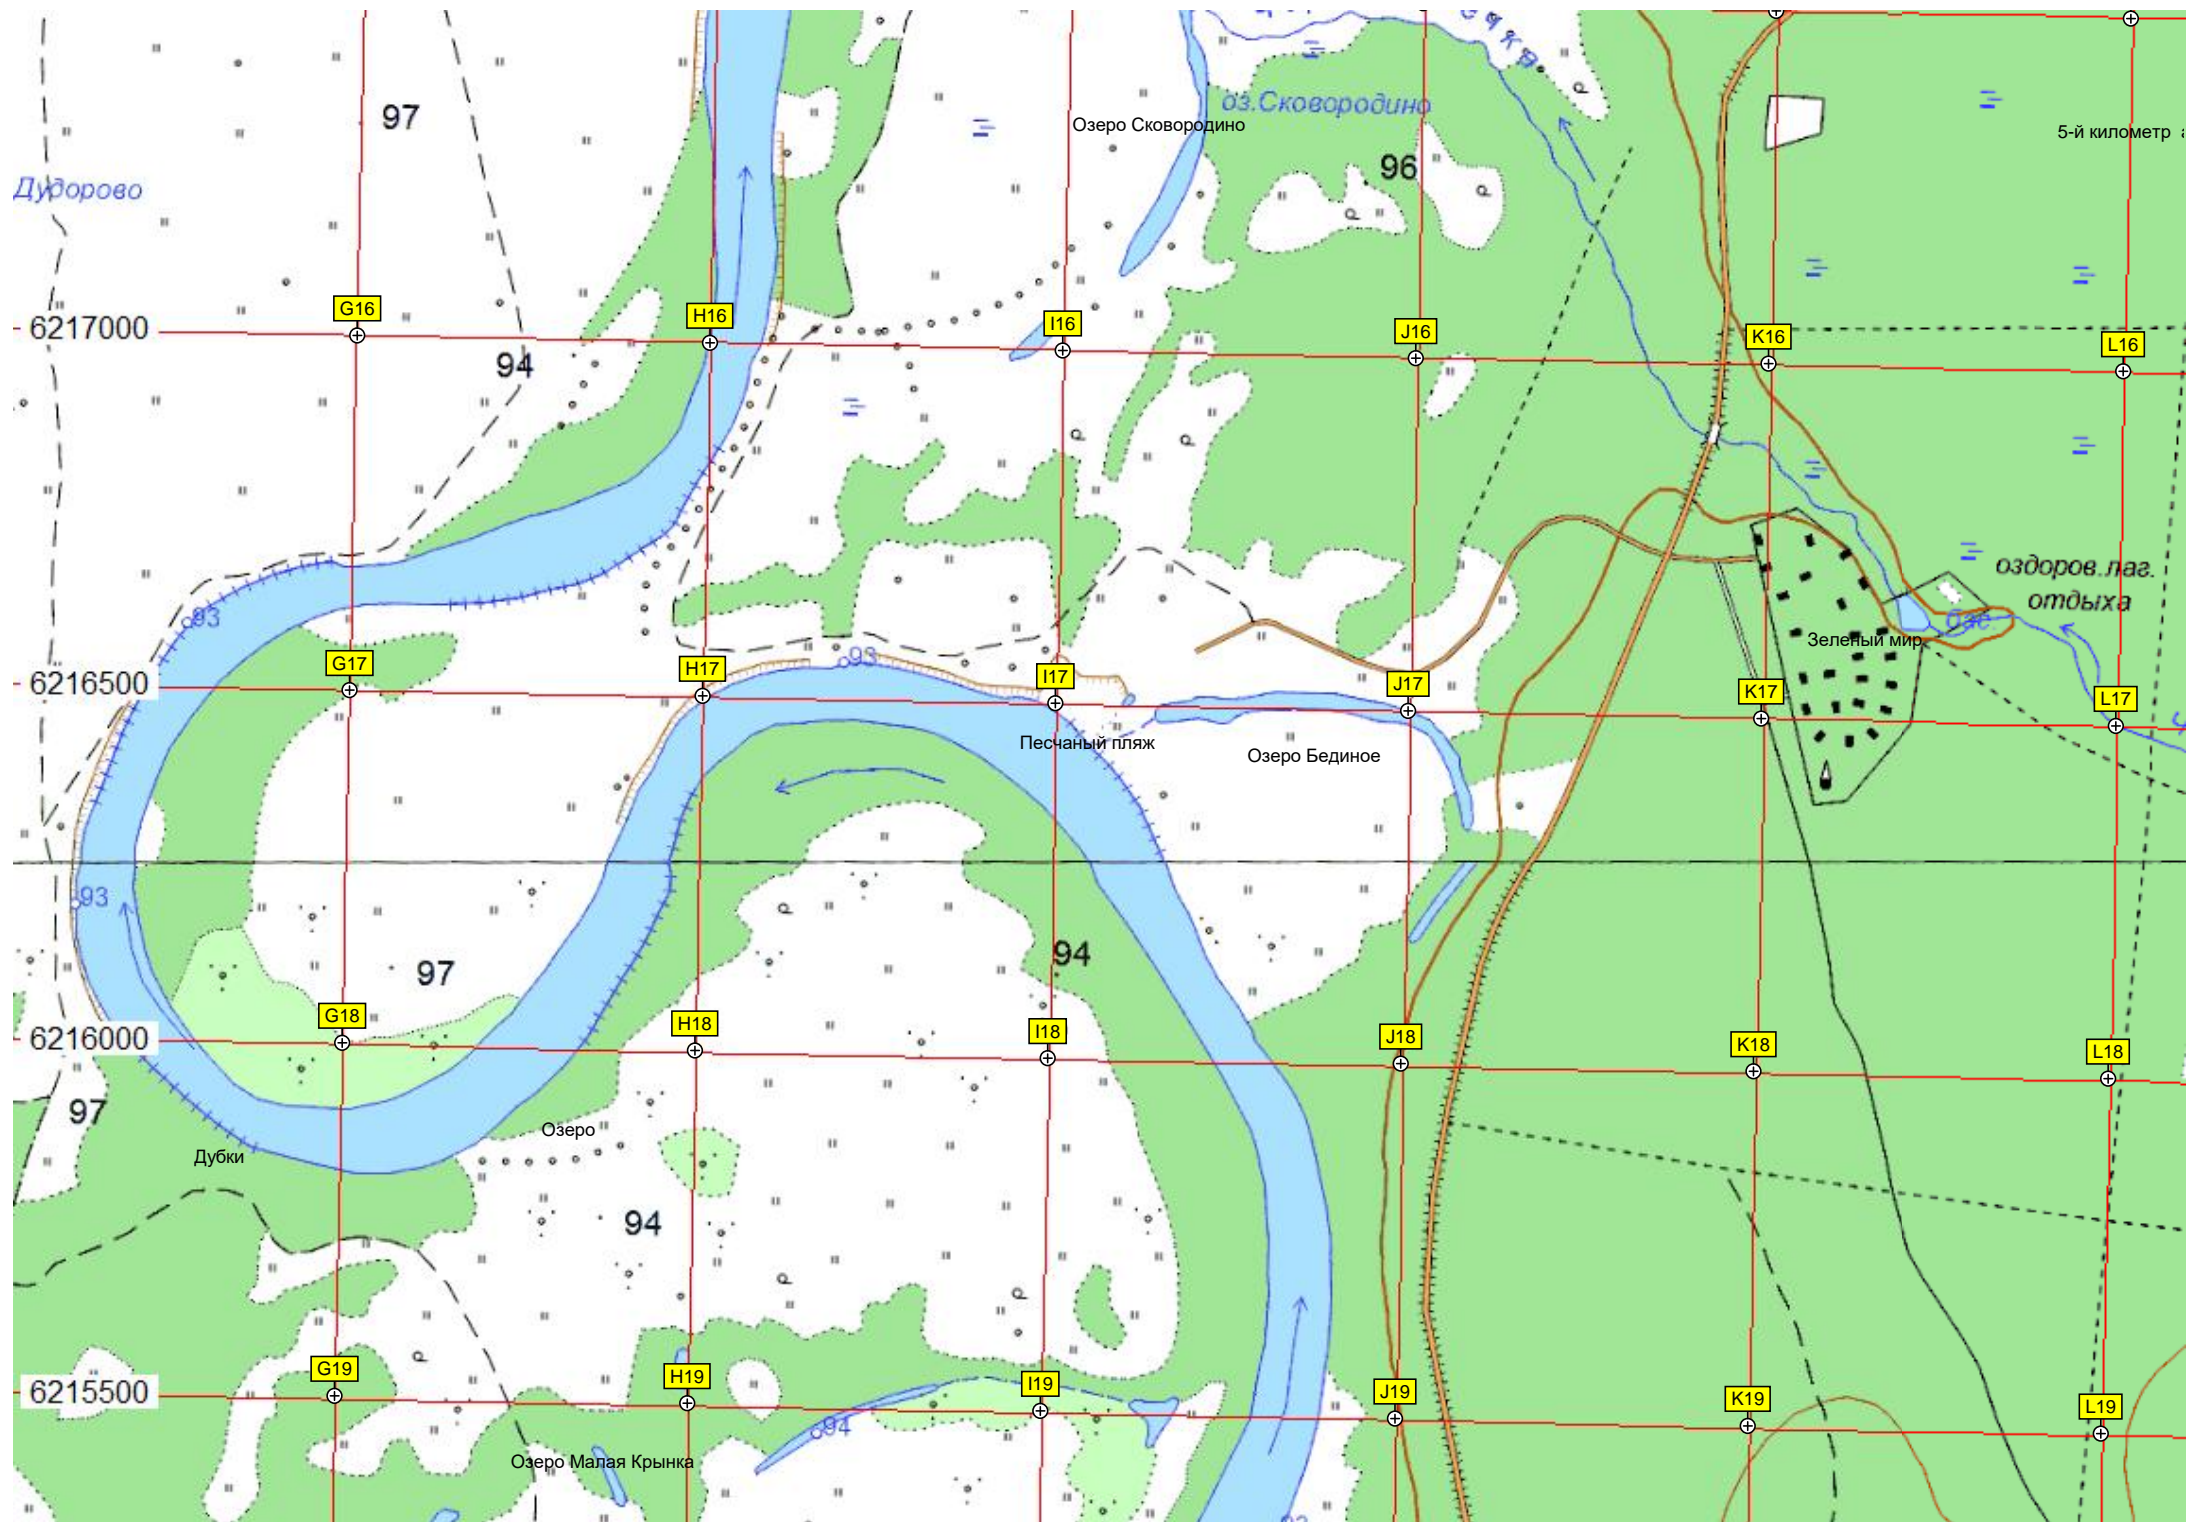 97
оз.Сковородино
Озеро Сковородино
5-й километр
96
Дудорово
G16
H16
I16
J16
K16
L16
6217000
94
оздоров.лаг.
отдыха
93
бас
Зеленый мир
93
G17
H17
I17
J17
K17
L17
6216500
Песчаный пляж
Озеро Бединое
93
94
97
G18
H18
I18
J18
K18
L18
6216000
97
Озеро
Дубки
94
G19
H19
I19
J19
K19
L19
6215500
94
Озеро Малая Крынка